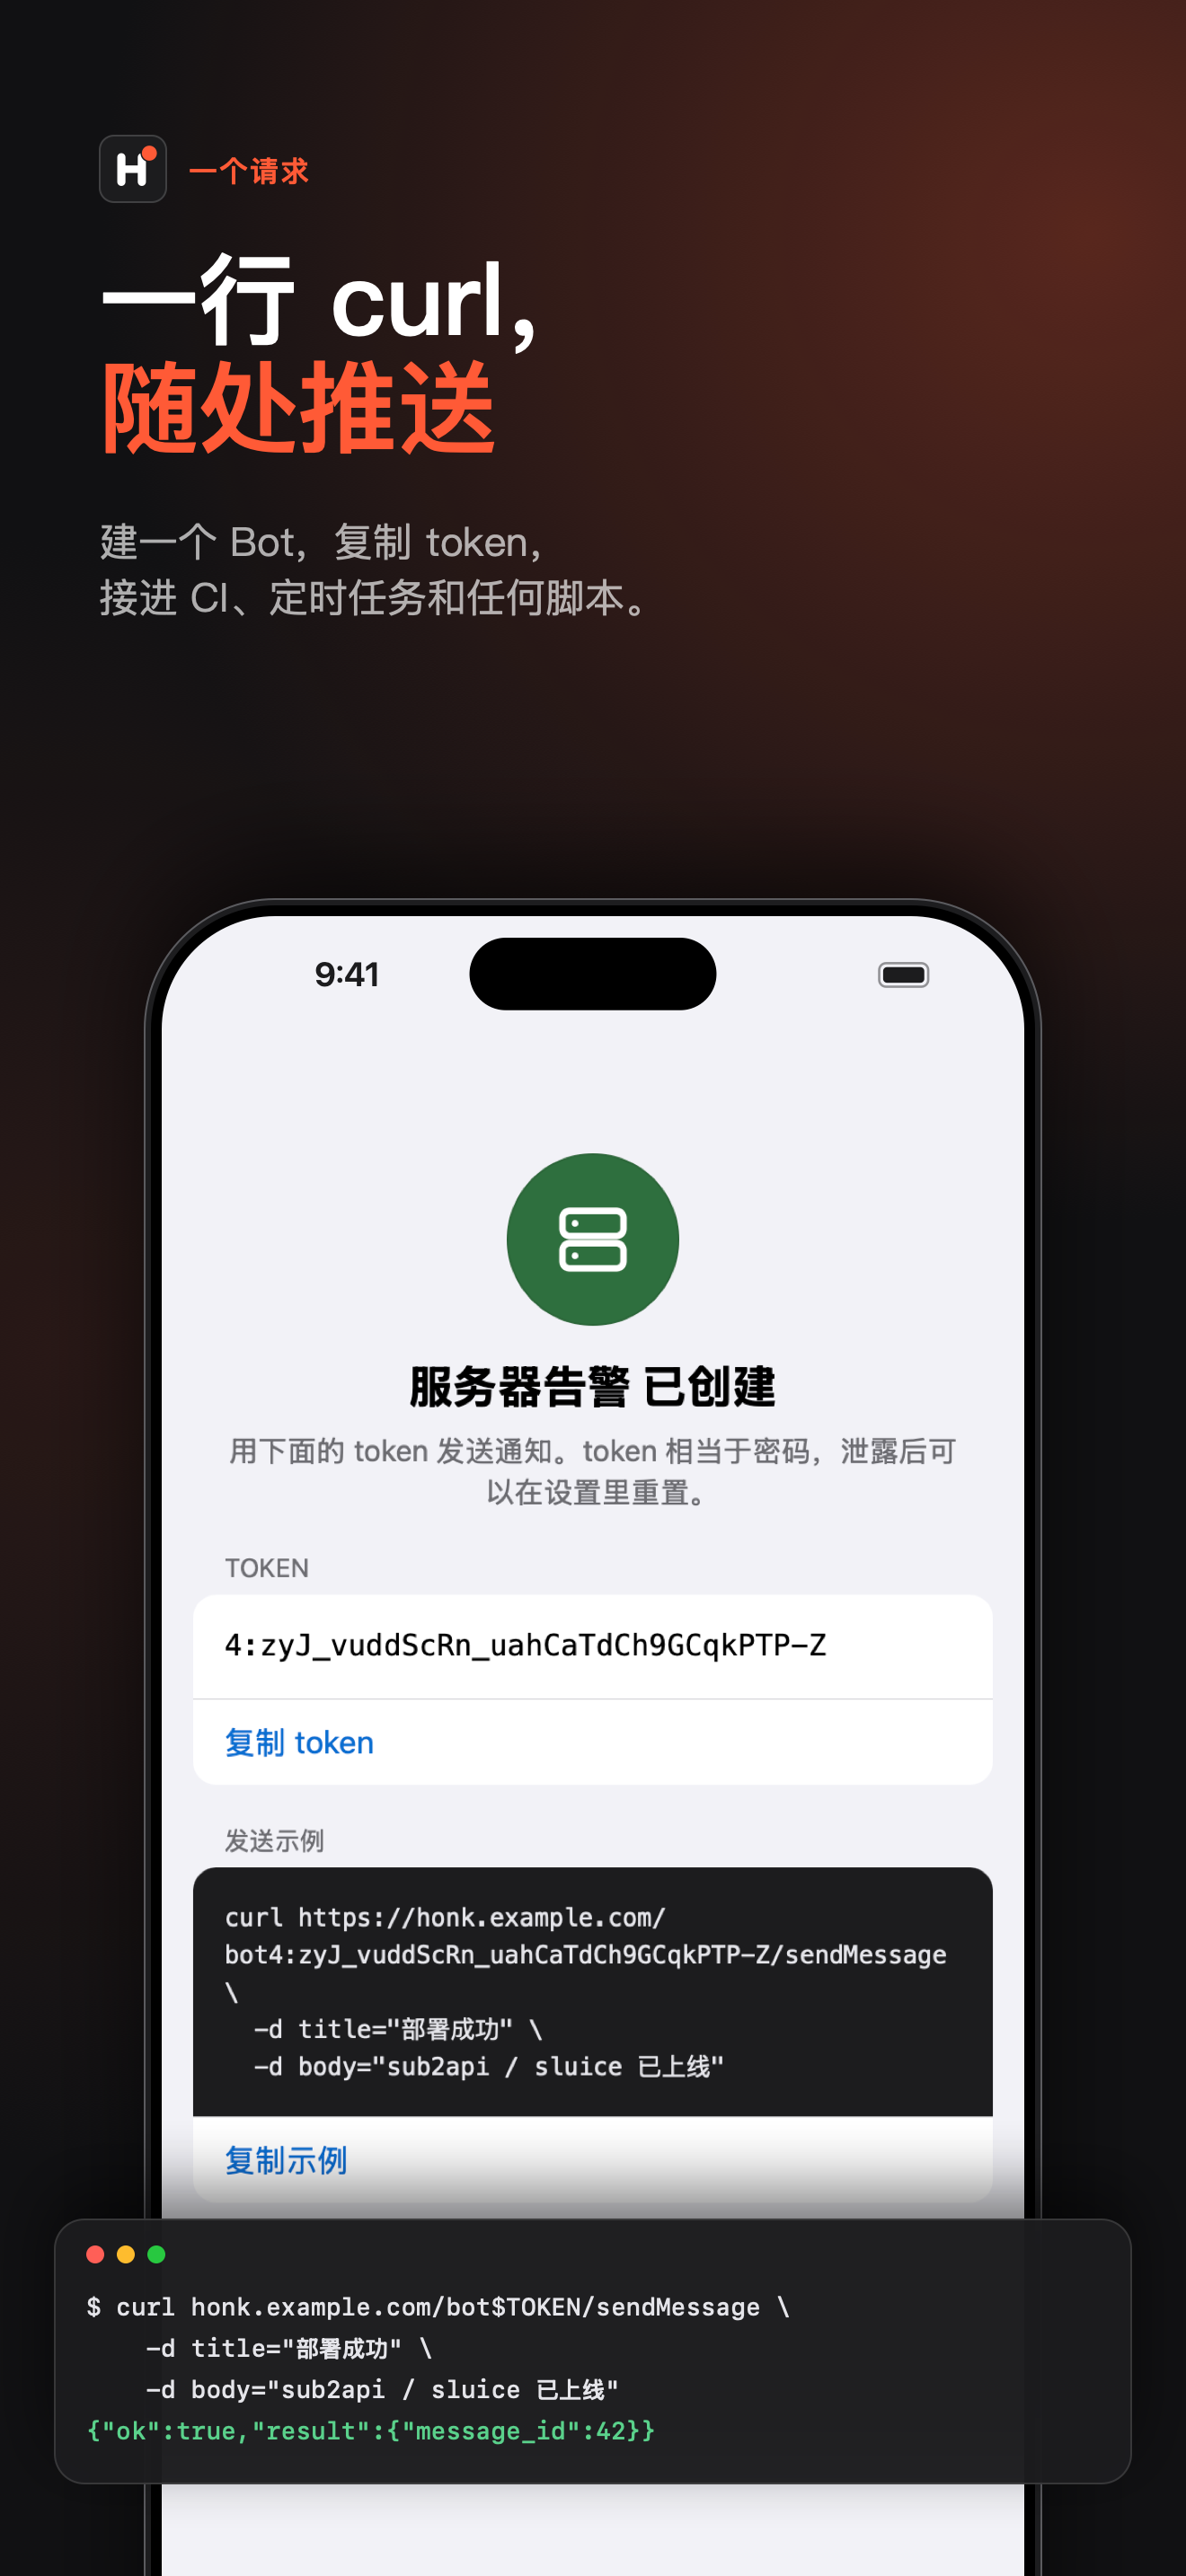 H
一个请求
一行 curl,
随处推送
建一个 Bot，复制 token，
接进 CI、定时任务和任何脚本。
9:41
服务器告警 已创建
用下面的 token 发送通知。token 相当于密码，泄露后可
以在设置里重置。
TOKEN
4:zyJ_vuddScRn_uahCaTdCh9GCqkPTP-Z
复制 token
发送示例
curl https://honk.example.com/
bot4:zyJ_vuddScRn_uahCaTdCh9GCqkPTP-Z/sendMessage
\
  -d title="部署成功" \
  -d body="sub2api / sluice 已上线"
复制示例
$ curl honk.example.com/bot$TOKEN/sendMessage \
    -d title="部署成功" \
    -d body="sub2api / sluice 已上线"
{"ok":true,"result":{"message_id":42}}